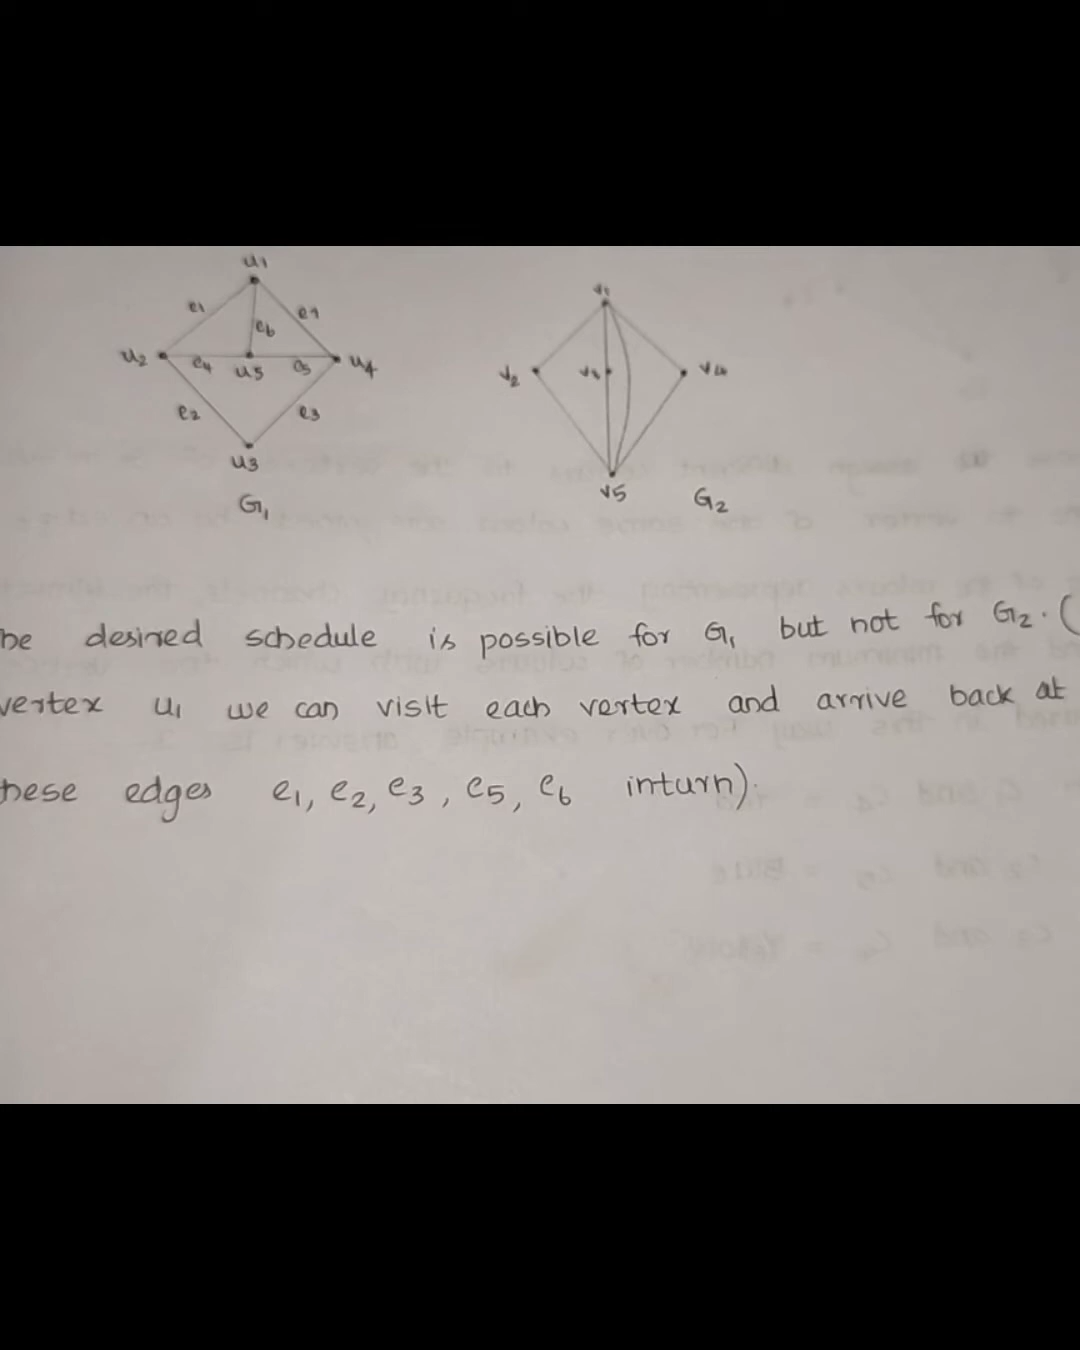 u1
e1
e7
e6
u2
e4
u5
e5
u4
e2
e3
u3
G1
v1
v2
v3
v4
v5
G2
he desired schedule is possible for G1 but not for G2. (
vertex u1 we can visit each vertex and arrive back at
hese edges e1, e2, e3, e5, e6 inturn).